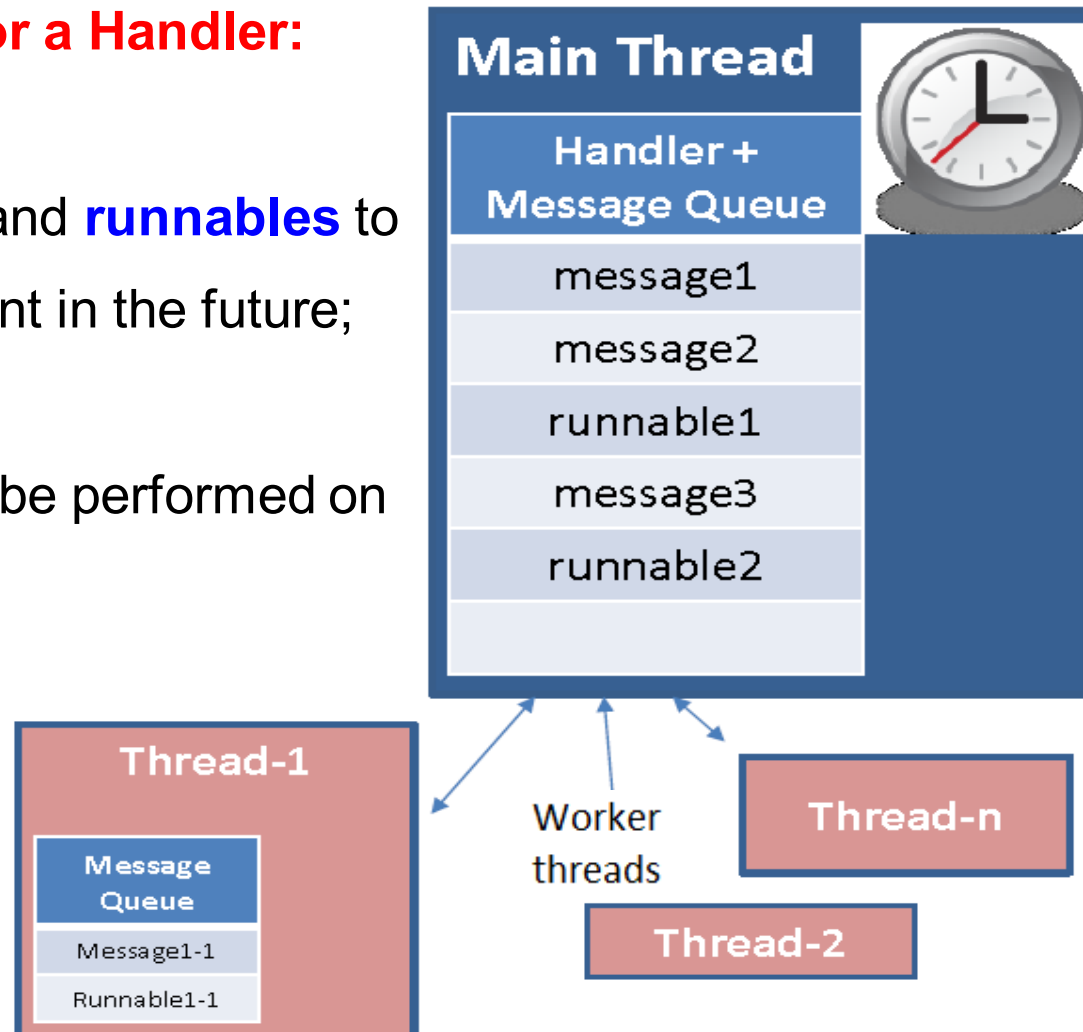 or a Handler:
and runnables to
nt in the future;
be performed on
Main Thread
Handler +
Message Queue
message1
message2
runnable1
message3
runnable2
Thread-1
Message
Queue
Message1-1
Runnable1-1
Worker
threads
Thread-n
Thread-2